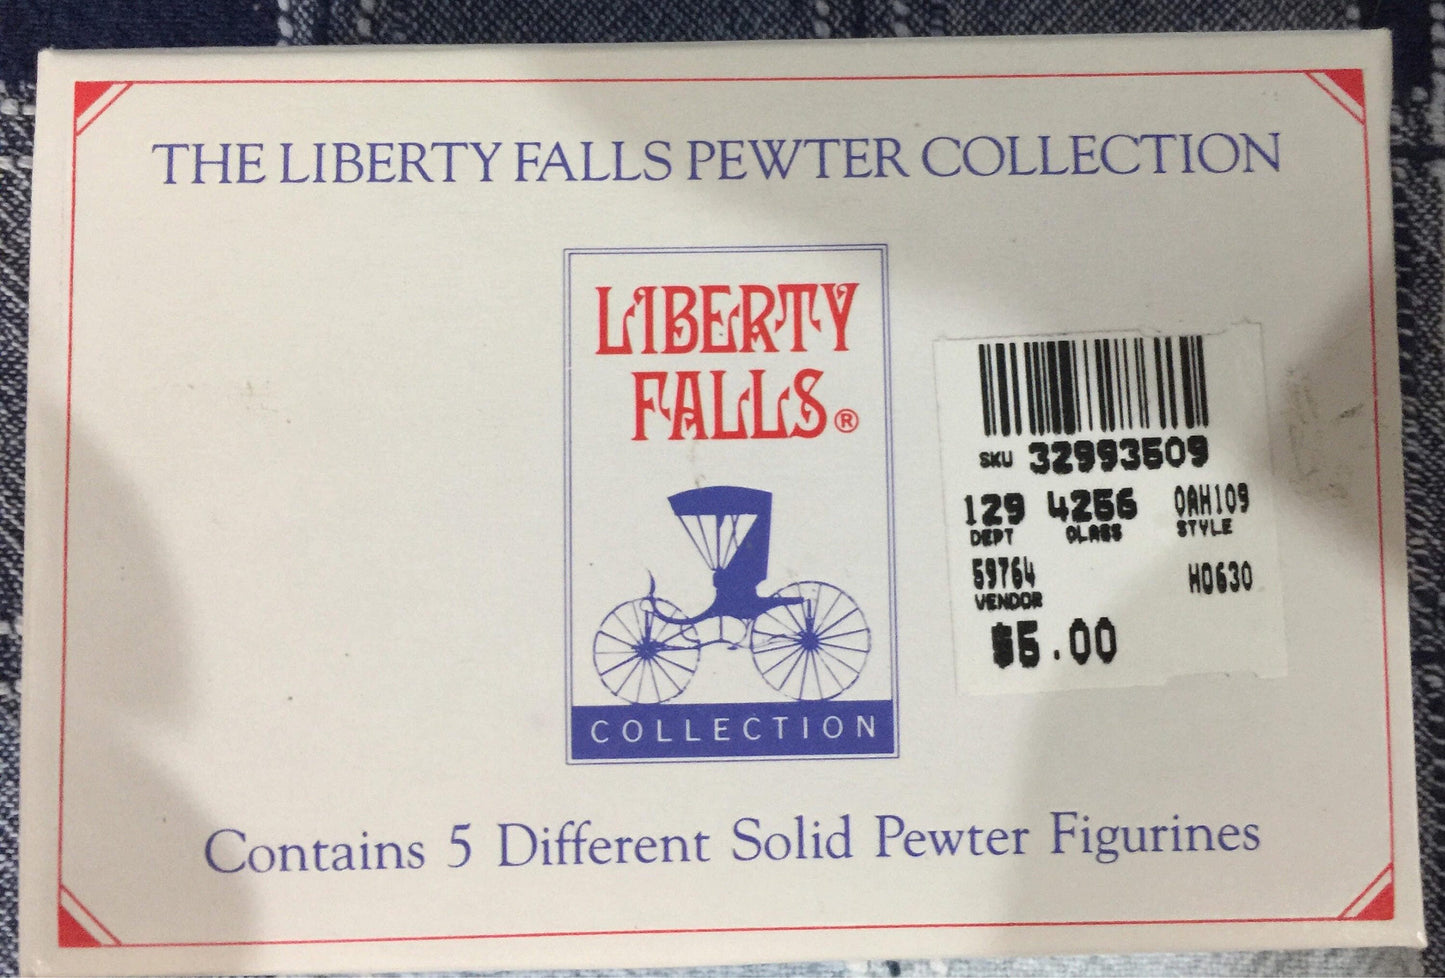 THE LIBERTY FALLS PEWTER COLLECTION
LIBERTY
FALLS®
COLLECTION
SKU 32993509
129 4256 OAH109
DEPT CLASS STYLE
59764 H0630
VENDOR
$5.00
Contains 5 Different Solid Pewter Figurines